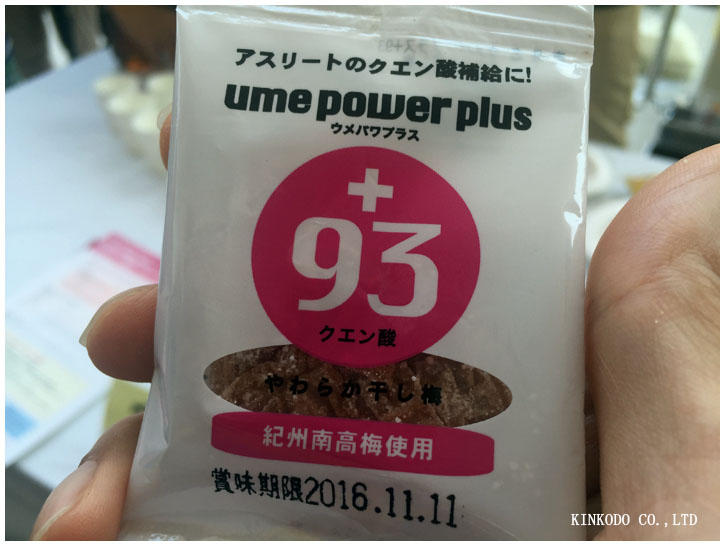 アスリートのクエン酸補給に!
ume power plus
ウメパワプラス
+
93
クエン酸
やわらか干し梅
紀州南高梅使用
賞味期限2016.11.11
KINKODO CO.,LTD